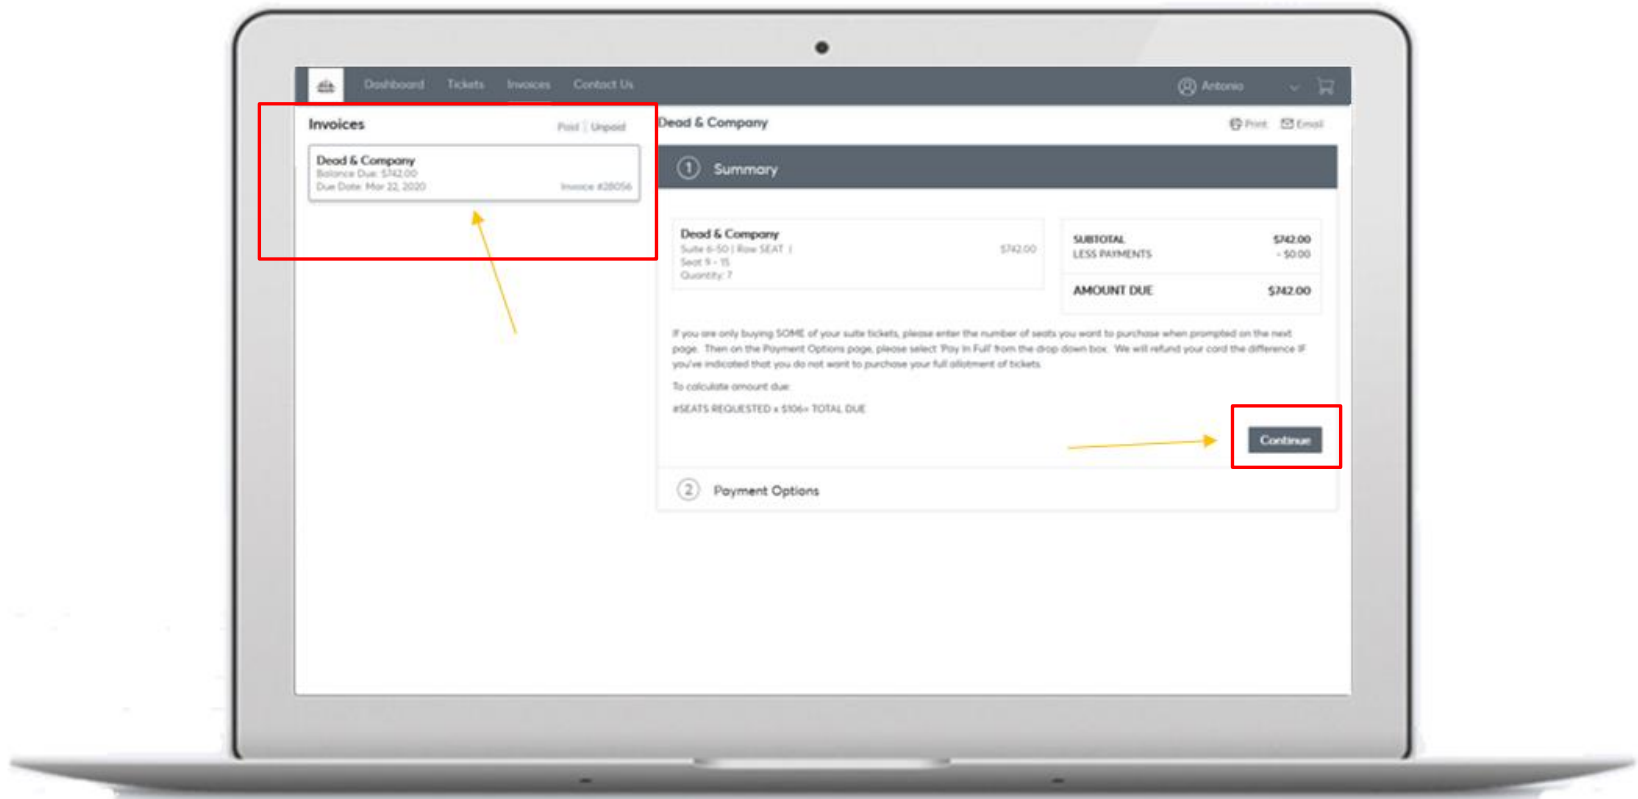 Dashboard Tickets Invoices Contact Us Antonio
Invoices Paid | Unpaid
Dead & Company
Balance Due: $742.00
Due Date: Mar 22, 2020 Invoice #28056
Dead & Company Print Email
1 Summary
Dead & Company
Suite 6-50 | Row SEAT | $742.00
Seat 9 - 15
Quantity: 7
SUBTOTAL $742.00
LESS PAYMENTS - $0.00
AMOUNT DUE $742.00
If you are only buying SOME of your suite tickets, please enter the number of seats you want to purchase when prompted on the next
page. Then on the Payment Options page, please select 'Pay In Full' from the drop down box. We will refund your card the difference IF
you've indicated that you do not want to purchase your full allotment of tickets.
To calculate amount due:
#SEATS REQUESTED x $106= TOTAL DUE
Continue
2 Payment Options